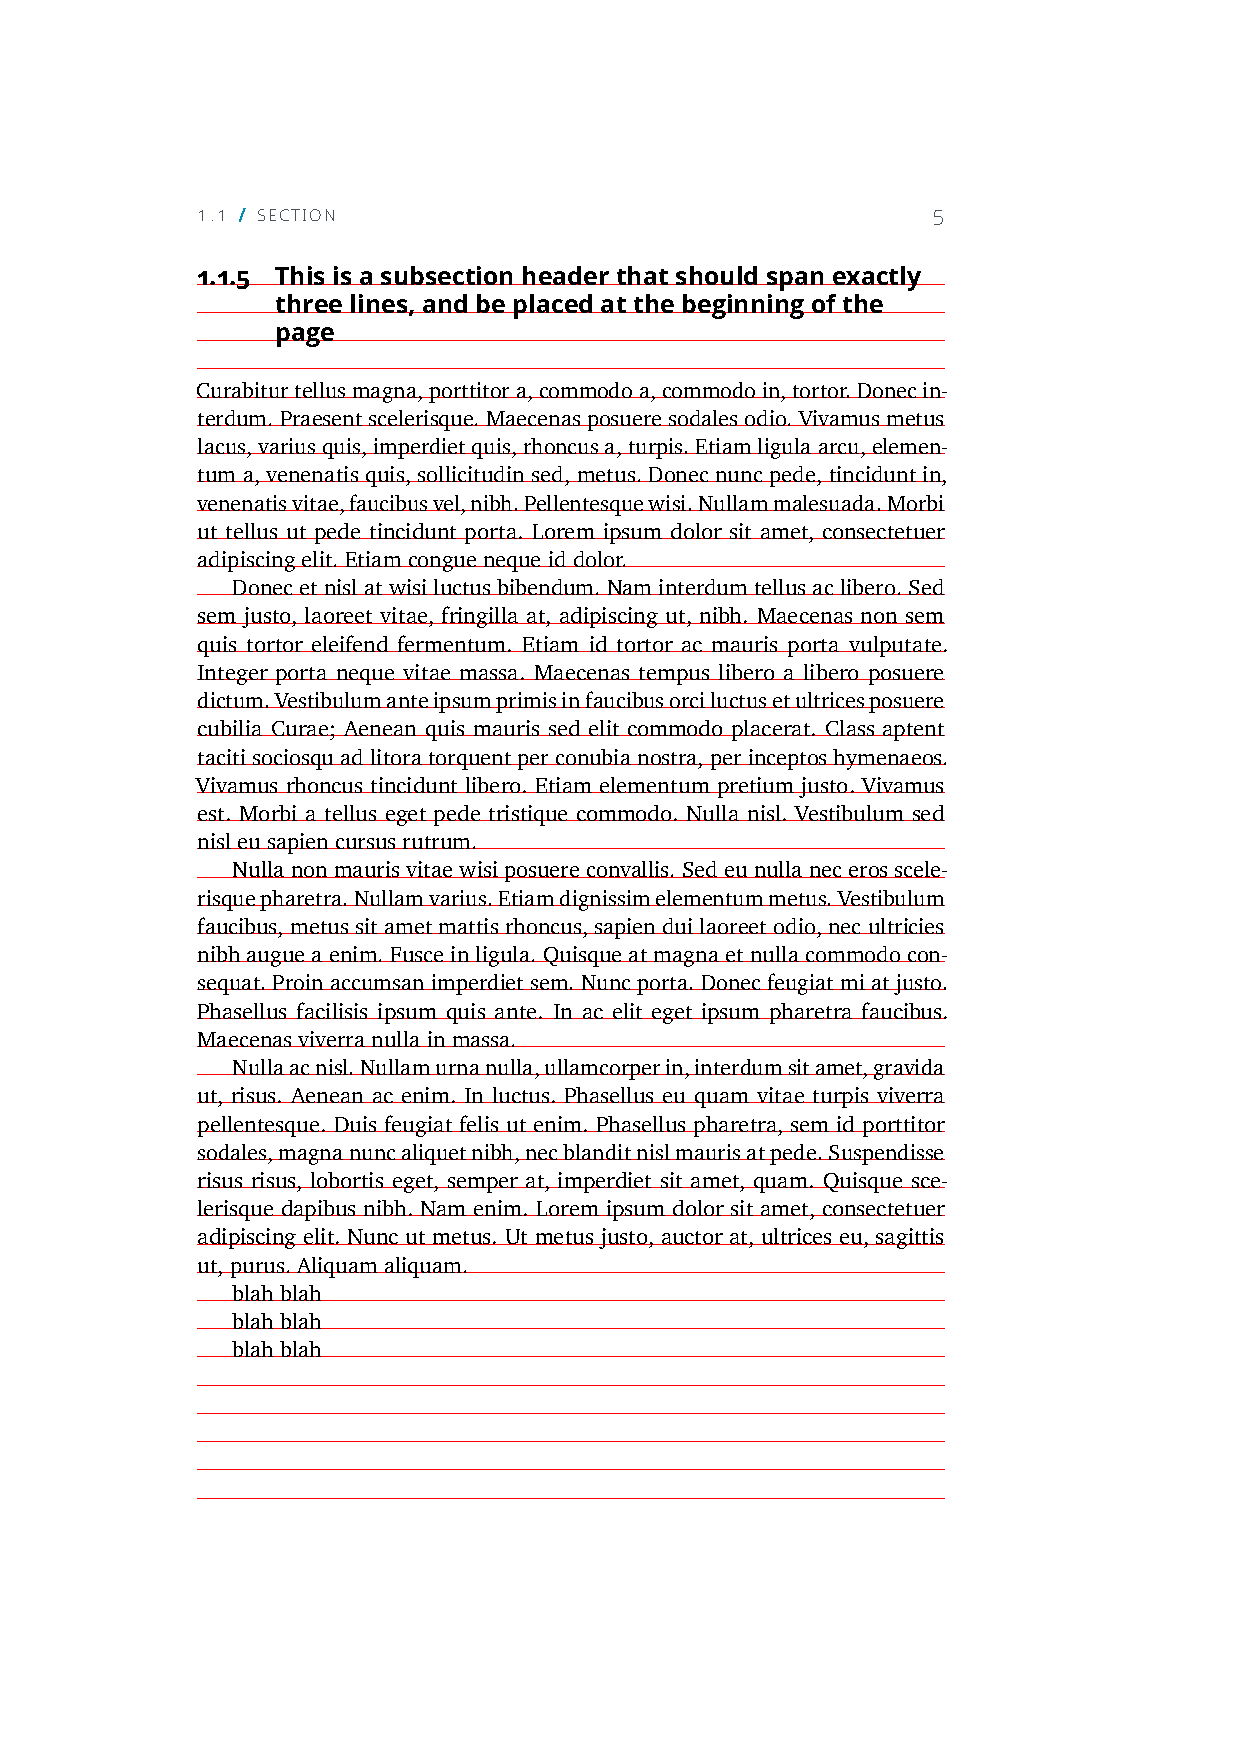 1.1 / SECTION 5
1.1.5 This is a subsection header that should span exactly
three lines, and be placed at the beginning of the
page
Curabitur tellus magna, porttitor a, commodo a, commodo in, tortor. Donec in-
terdum. Praesent scelerisque. Maecenas posuere sodales odio. Vivamus metus
lacus, varius quis, imperdiet quis, rhoncus a, turpis. Etiam ligula arcu, elemen-
tum a, venenatis quis, sollicitudin sed, metus. Donec nunc pede, tincidunt in,
venenatis vitae, faucibus vel, nibh. Pellentesque wisi. Nullam malesuada. Morbi
ut tellus ut pede tincidunt porta. Lorem ipsum dolor sit amet, consectetuer
adipiscing elit. Etiam congue neque id dolor.
Donec et nisl at wisi luctus bibendum. Nam interdum tellus ac libero. Sed
sem justo, laoreet vitae, fringilla at, adipiscing ut, nibh. Maecenas non sem
quis tortor eleifend fermentum. Etiam id tortor ac mauris porta vulputate.
Integer porta neque vitae massa. Maecenas tempus libero a libero posuere
dictum. Vestibulum ante ipsum primis in faucibus orci luctus et ultrices posuere
cubilia Curae; Aenean quis mauris sed elit commodo placerat. Class aptent
taciti sociosqu ad litora torquent per conubia nostra, per inceptos hymenaeos.
Vivamus rhoncus tincidunt libero. Etiam elementum pretium justo. Vivamus
est. Morbi a tellus eget pede tristique commodo. Nulla nisl. Vestibulum sed
nisl eu sapien cursus rutrum.
Nulla non mauris vitae wisi posuere convallis. Sed eu nulla nec eros scele-
risque pharetra. Nullam varius. Etiam dignissim elementum metus. Vestibulum
faucibus, metus sit amet mattis rhoncus, sapien dui laoreet odio, nec ultricies
nibh augue a enim. Fusce in ligula. Quisque at magna et nulla commodo con-
sequat. Proin accumsan imperdiet sem. Nunc porta. Donec feugiat mi at justo.
Phasellus facilisis ipsum quis ante. In ac elit eget ipsum pharetra faucibus.
Maecenas viverra nulla in massa.
Nulla ac nisl. Nullam urna nulla, ullamcorper in, interdum sit amet, gravida
ut, risus. Aenean ac enim. In luctus. Phasellus eu quam vitae turpis viverra
pellentesque. Duis feugiat felis ut enim. Phasellus pharetra, sem id porttitor
sodales, magna nunc aliquet nibh, nec blandit nisl mauris at pede. Suspendisse
risus risus, lobortis eget, semper at, imperdiet sit amet, quam. Quisque sce-
lerisque dapibus nibh. Nam enim. Lorem ipsum dolor sit amet, consectetuer
adipiscing elit. Nunc ut metus. Ut metus justo, auctor at, ultrices eu, sagittis
ut, purus. Aliquam aliquam.
blah blah
blah blah
blah blah